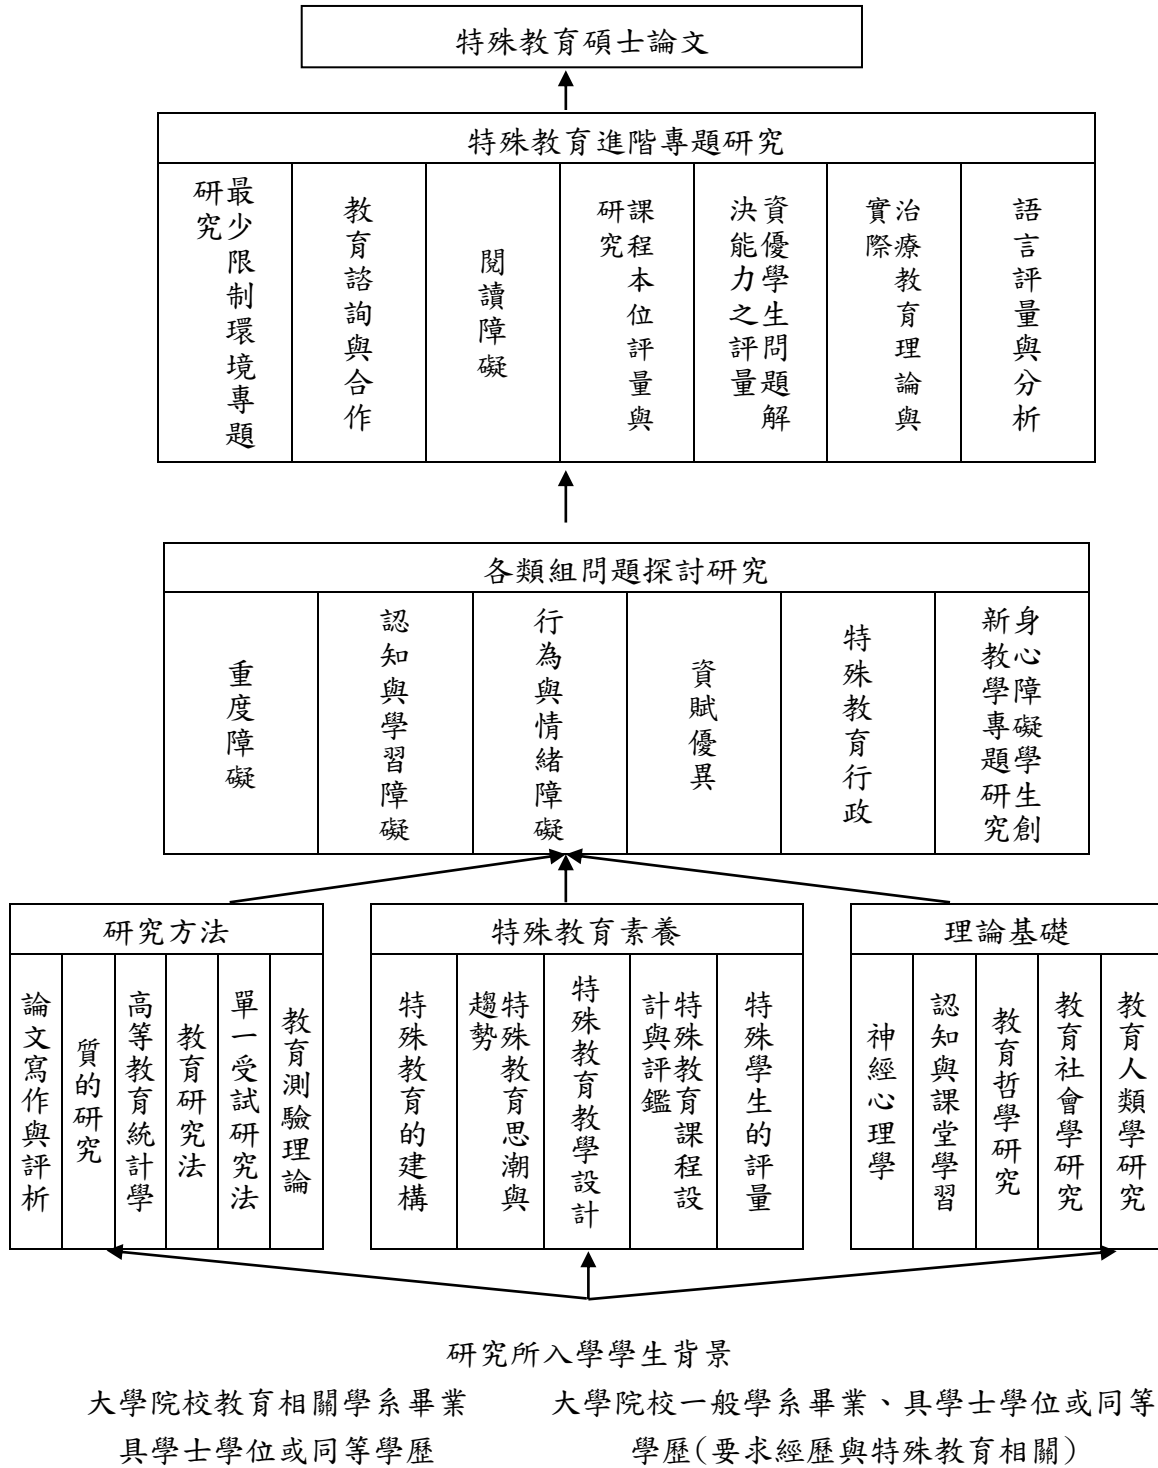 特殊教育碩士論文
特殊教育進階專題研究
最少限制環境專題
研究
教育諮詢與合作
閱讀障礙
課程本位評量與
研究
資優學生問題解
決能力之評量
治療教育理論與
實際
語言評量與分析
各類組問題探討研究
重度障礙
認知與學習障礙
行為與情緒障礙
資賦優異
特殊教育行政
身心障礙學生創
新教學專題研究
研究方法
論文寫作與評析
質的研究
高等教育統計學
教育研究法
單一受試研究法
教育測驗理論
特殊教育素養
特殊教育的建構
特殊教育思潮與
趨勢
特殊教育教學設計
特殊教育課程設
計與評鑑
特殊學生的評量
理論基礎
神經心理學
認知與課堂學習
教育哲學研究
教育社會學研究
教育人類學研究
研究所入學學生背景
大學院校教育相關學系畢業
具學士學位或同等學歷
大學院校一般學系畢業、具學士學位或同等
學歷(要求經歷與特殊教育相關)